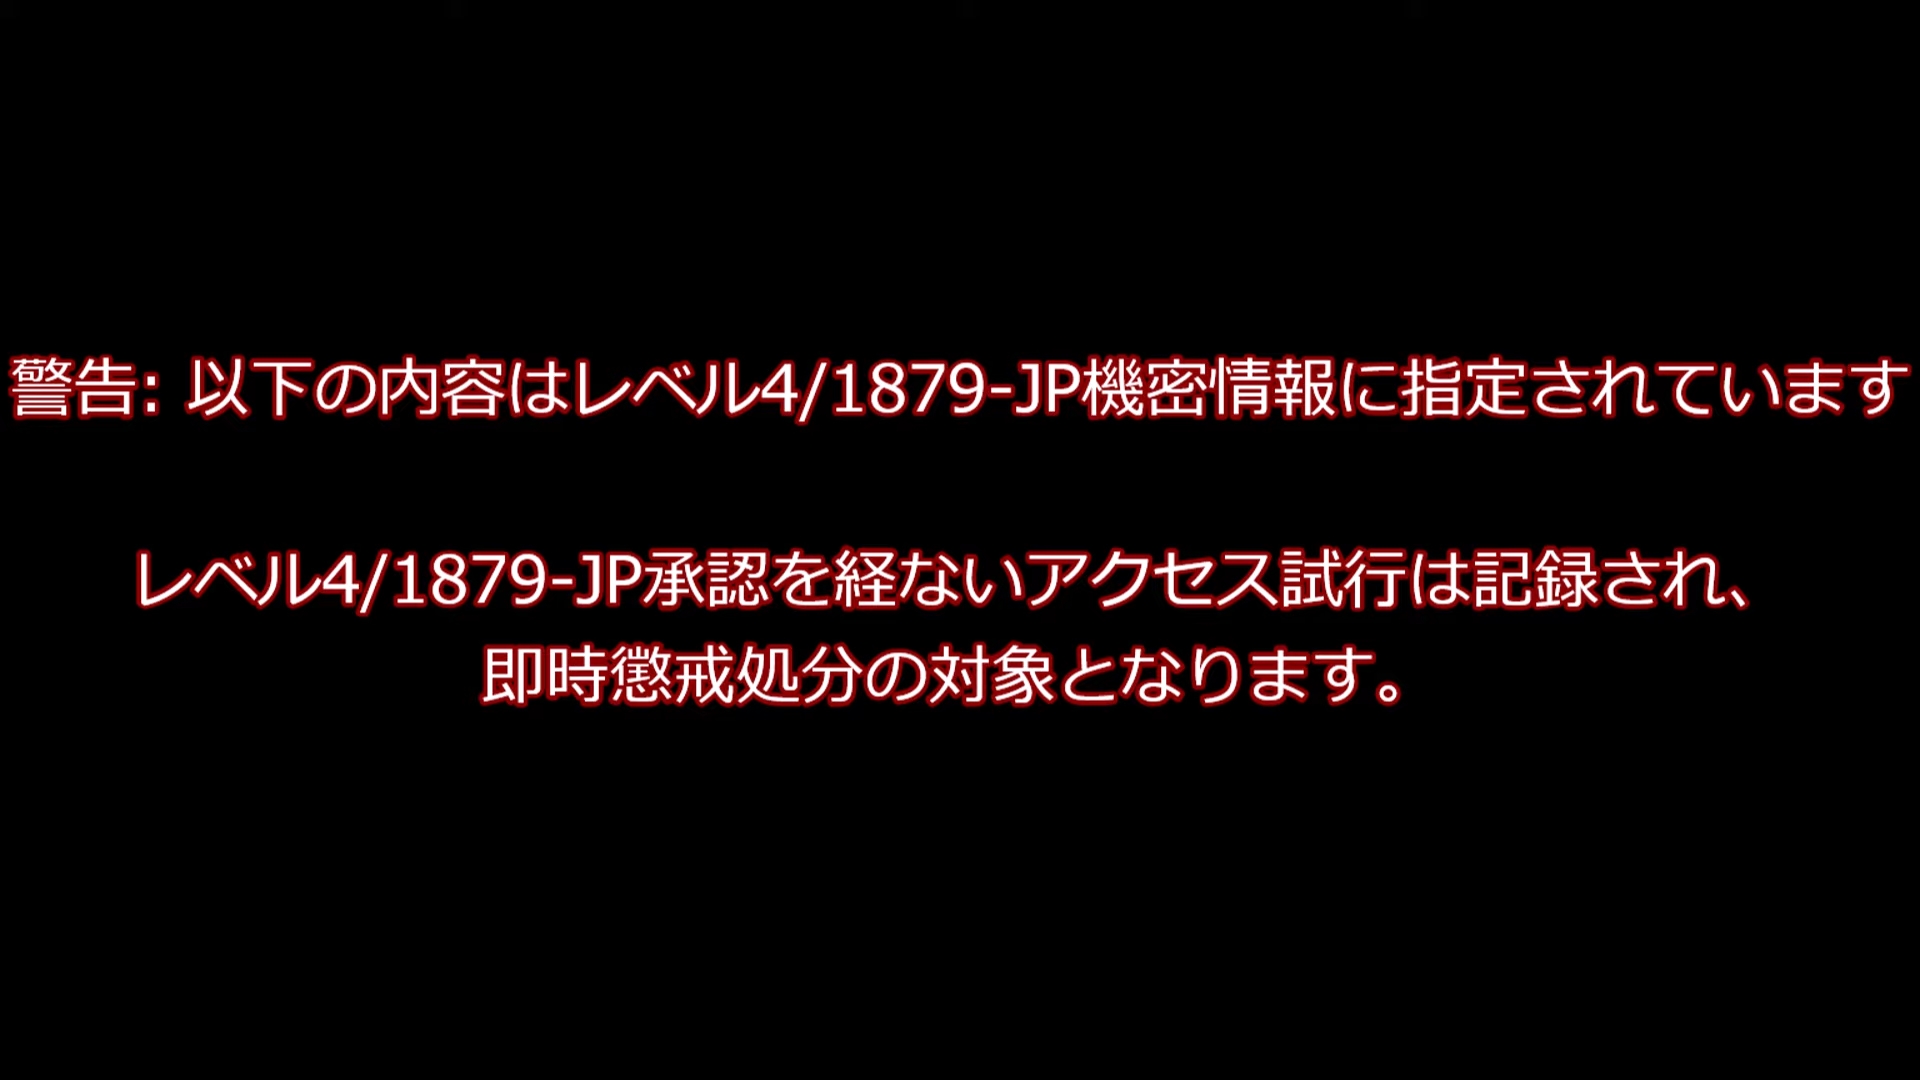 警告: 以下の内容はレベル4/1879-JP機密情報に指定されています
レベル4/1879-JP承認を経ないアクセス試行は記録され、
即時懲戒処分の対象となります。